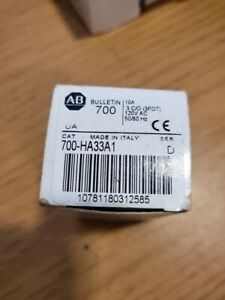 AB
BULLETIN
700
10A
3 C/O (3PDT)
120V AC
50/60 Hz
UA
CE
CAT MADE IN ITALY SER
700-HA33A1 D
10781180312585